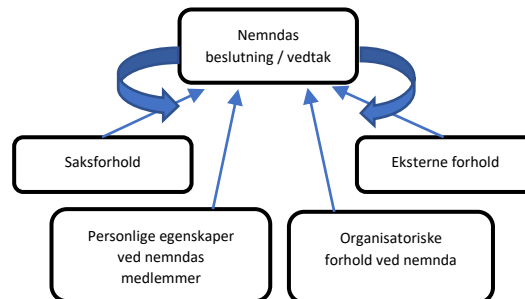 Nemndas
beslutning / vedtak
Saksforhold
Eksterne forhold
Personlige egenskaper
ved nemndas
medlemmer
Organisatoriske
forhold ved nemnda